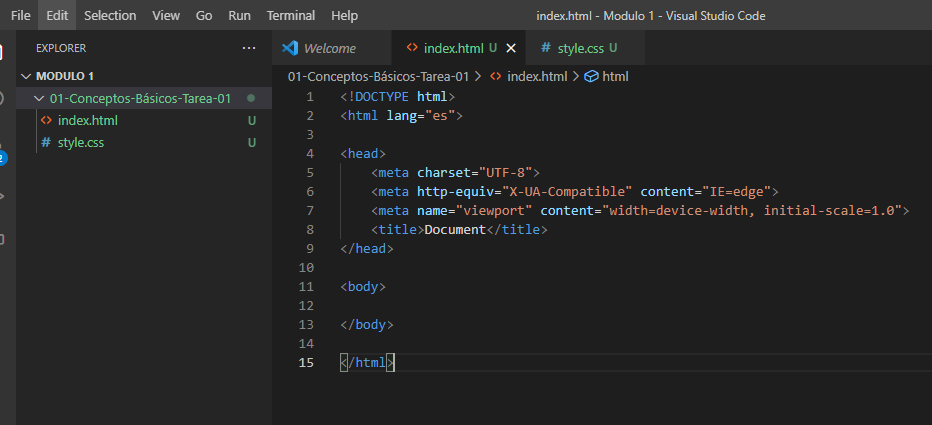 File Edit Selection View Go Run Terminal Help index.html - Modulo 1 - Visual Studio Code
EXPLORER ···
MODULO 1
01-Conceptos-Básicos-Tarea-01
index.html U
style.css U
2
Welcome index.html U style.css U
01-Conceptos-Básicos-Tarea-01 > index.html > html
1 <!DOCTYPE html>
2 <html lang="es">
3
4 <head>
5     <meta charset="UTF-8">
6     <meta http-equiv="X-UA-Compatible" content="IE=edge">
7     <meta name="viewport" content="width=device-width, initial-scale=1.0">
8     <title>Document</title>
9 </head>
10
11 <body>
12
13 </body>
14
15 </html>